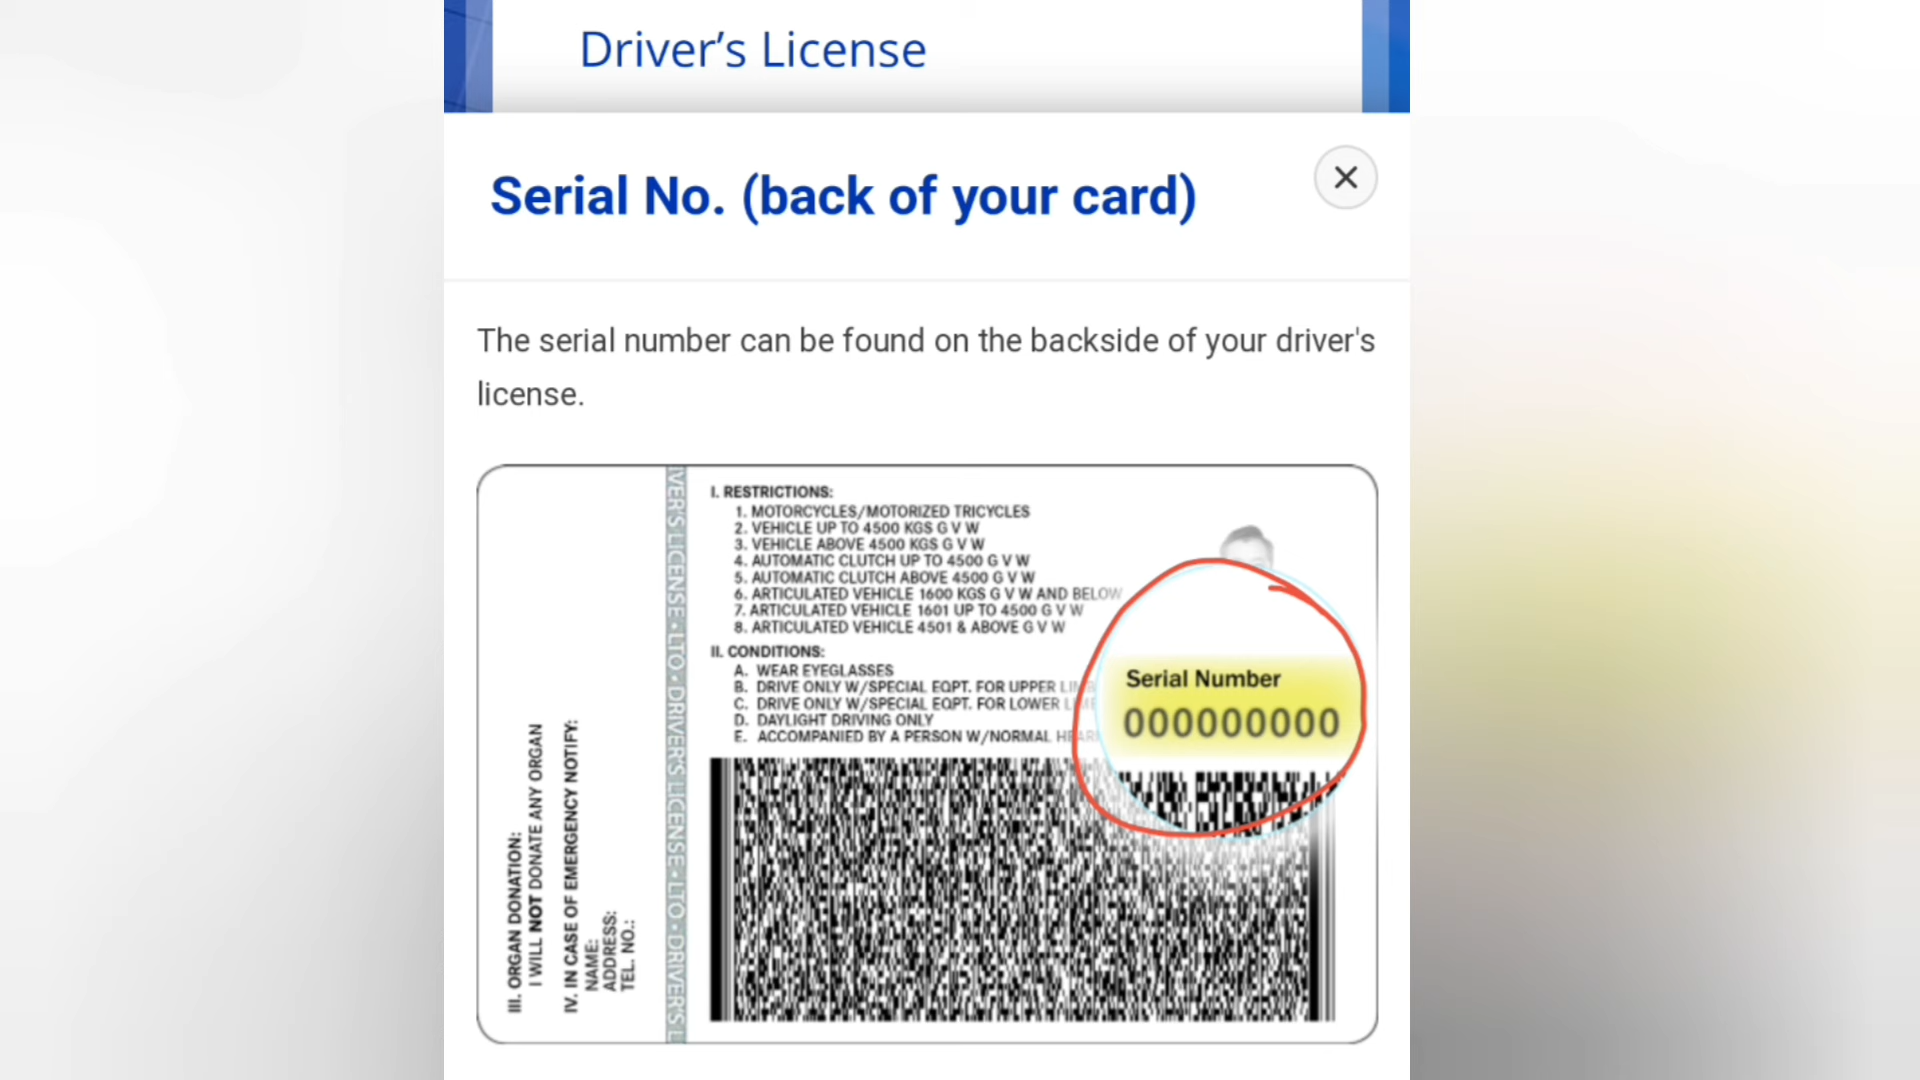 Driver's License
Serial No. (back of your card)
The serial number can be found on the backside of your driver's
license.
I. RESTRICTIONS:
1. MOTORCYCLES/MOTORIZED TRICYCLES
2. VEHICLE UP TO 4500 KGS G V W
3. VEHICLE ABOVE 4500 KGS G V W
4. AUTOMATIC CLUTCH UP TO 4500 G V W
5. AUTOMATIC CLUTCH ABOVE 4500 G V W
6. ARTICULATED VEHICLE 1600 KGS G V W AND BELOW
7. ARTICULATED VEHICLE 1601 UP TO 4500 G V W
8. ARTICULATED VEHICLE 4501 & ABOVE G V W
II. CONDITIONS:
A. WEAR EYEGLASSES
B. DRIVE ONLY W/SPECIAL EQPT. FOR UPPER
C. DRIVE ONLY W/SPECIAL EQPT. FOR LOWER
D. DAYLIGHT DRIVING ONLY
E. ACCOMPANIED BY A PERSON W/NORMAL
Serial Number
000000000
III. ORGAN DONATION:
I WILL NOT DONATE ANY ORGAN
IV. IN CASE OF EMERGENCY NOTIFY:
NAME:
ADDRESS:
TEL. NO.:
VER'S LICENSE • LTO • DRIVER'S LICENSE • LTO • DRIVER'S L